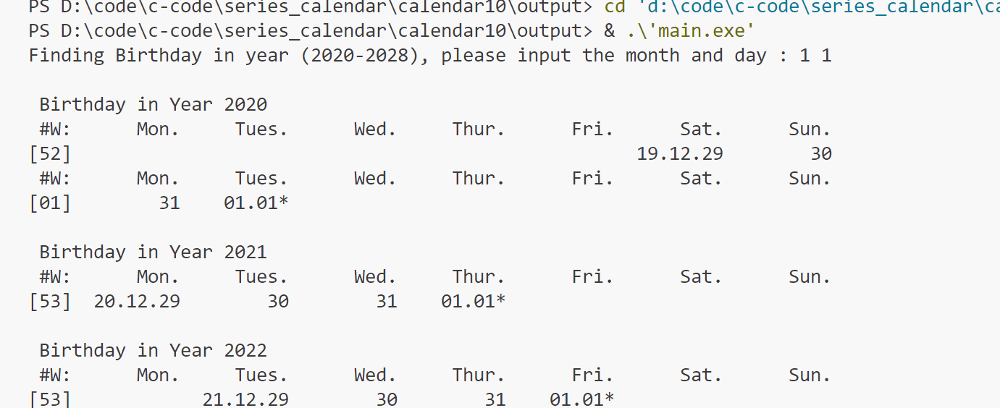 PS D:\code\c-code\series_calendar\calendar10\output> cd 'd:\code\c-code\series_calendar\ca
PS D:\code\c-code\series_calendar\calendar10\output> & .\'main.exe'
Finding Birthday in year (2020-2028), please input the month and day : 1 1
Birthday in Year 2020
#W: Mon. Tues. Wed. Thur. Fri. Sat. Sun.
[52] 19.12.29 30
#W: Mon. Tues. Wed. Thur. Fri. Sat. Sun.
[01] 31 01.01*
Birthday in Year 2021
#W: Mon. Tues. Wed. Thur. Fri. Sat. Sun.
[53] 20.12.29 30 31 01.01*
Birthday in Year 2022
#W: Mon. Tues. Wed. Thur. Fri. Sat. Sun.
[53] 21.12.29 30 31 01.01*